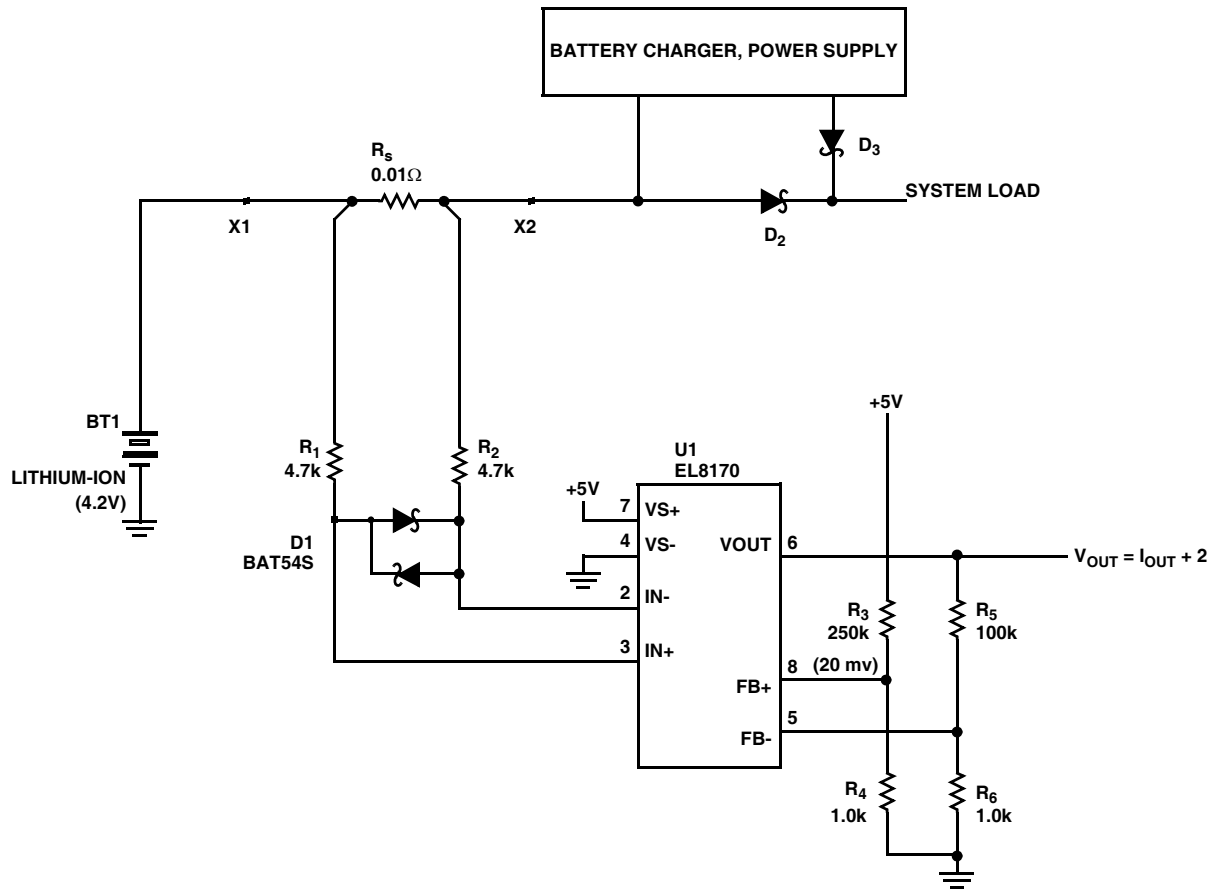 BATTERY CHARGER, POWER SUPPLY
D3
Rs
0.01Ω
SYSTEM LOAD
X1
X2
D2
BT1
LITHIUM-ION
(4.2V)
R1
4.7k
R2
4.7k
D1
BAT54S
U1
EL8170
+5V
+5V
7
VS+
4
VS-
VOUT
6
VOUT = IOUT + 2
2
IN-
3
IN+
R3
250k
R5
100k
8
(20 mv)
FB+
5
FB-
R4
1.0k
R6
1.0k